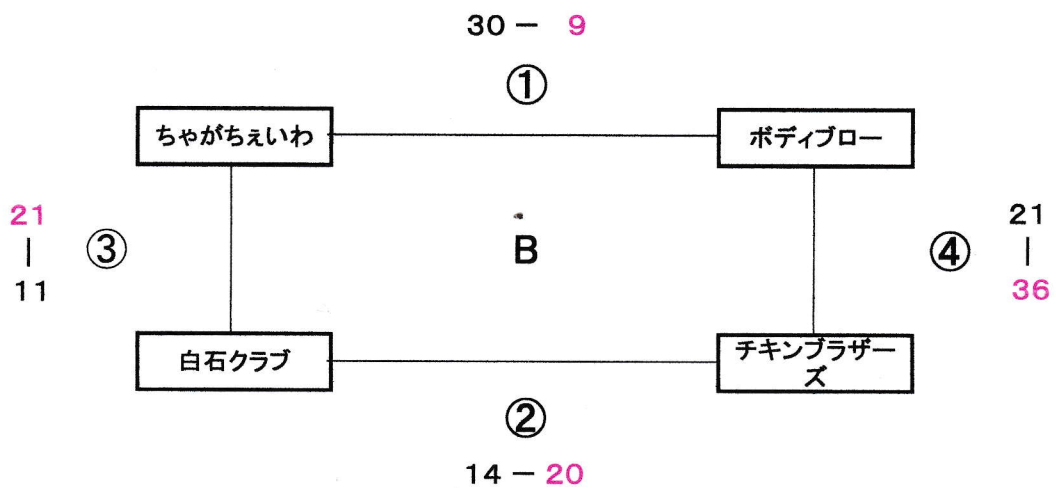 30 － 9
①
ちゃがちぇいわ
ボディブロー
21
｜
11
③
B
④
21
｜
36
白石クラブ
チキンブラザー
ズ
②
14 － 20